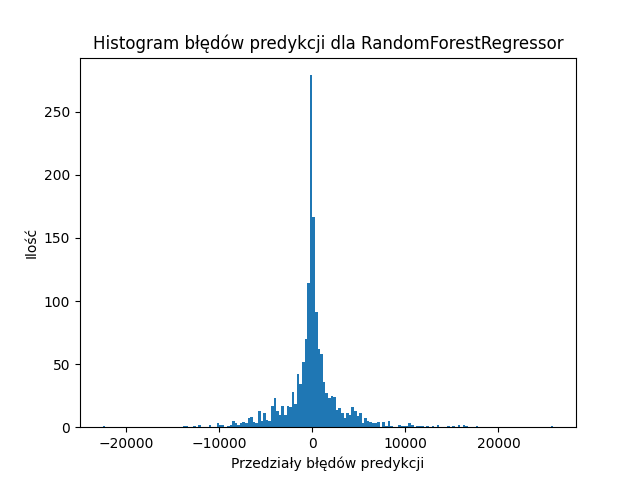 Histogram błędów predykcji dla RandomForestRegressor
250
200
150
100
50
0
Ilość
−20000 −10000 0 10000 20000
Przedziały błędów predykcji